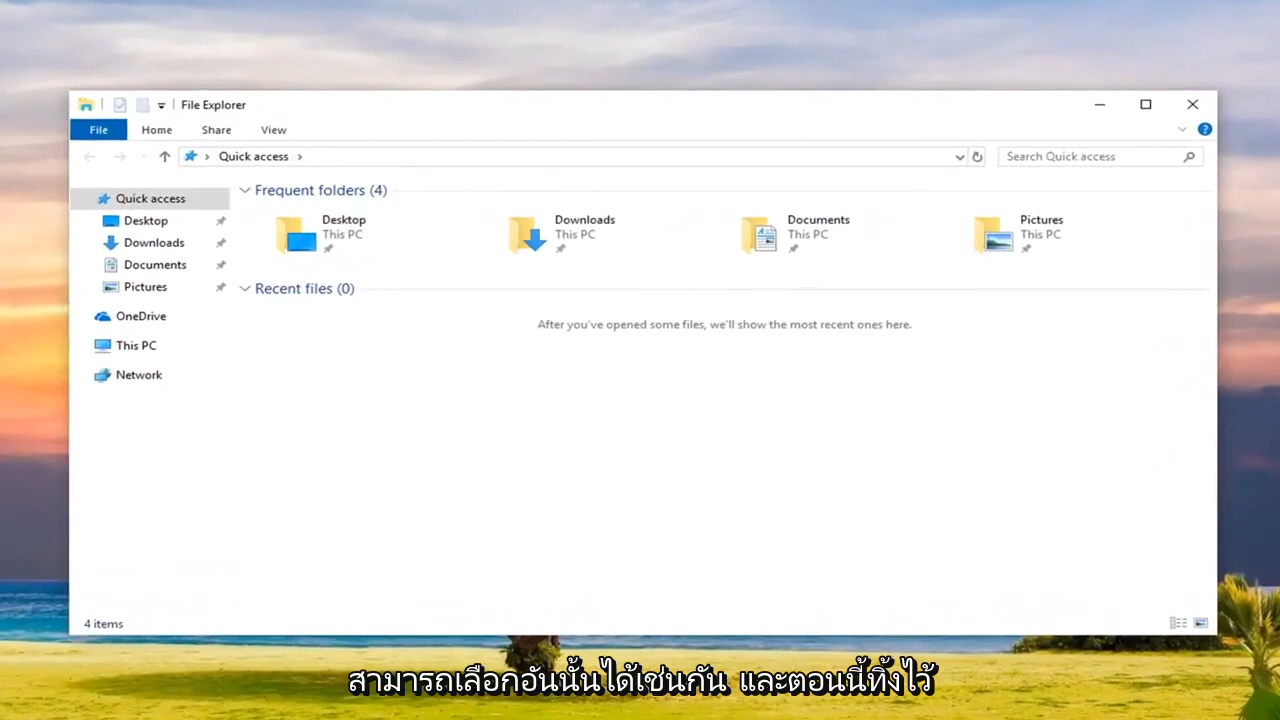 File Explorer
File Home Share View
Quick access
Search Quick access
Quick access
Desktop
Downloads
Documents
Pictures
OneDrive
This PC
Network
Frequent folders (4)
Desktop
This PC
Downloads
This PC
Documents
This PC
Pictures
This PC
Recent files (0)
After you've opened some files, we'll show the most recent ones here.
4 items
สามารถเลือกอันนั้นได้เช่นกัน และตอนนี้ทิ้งไว้